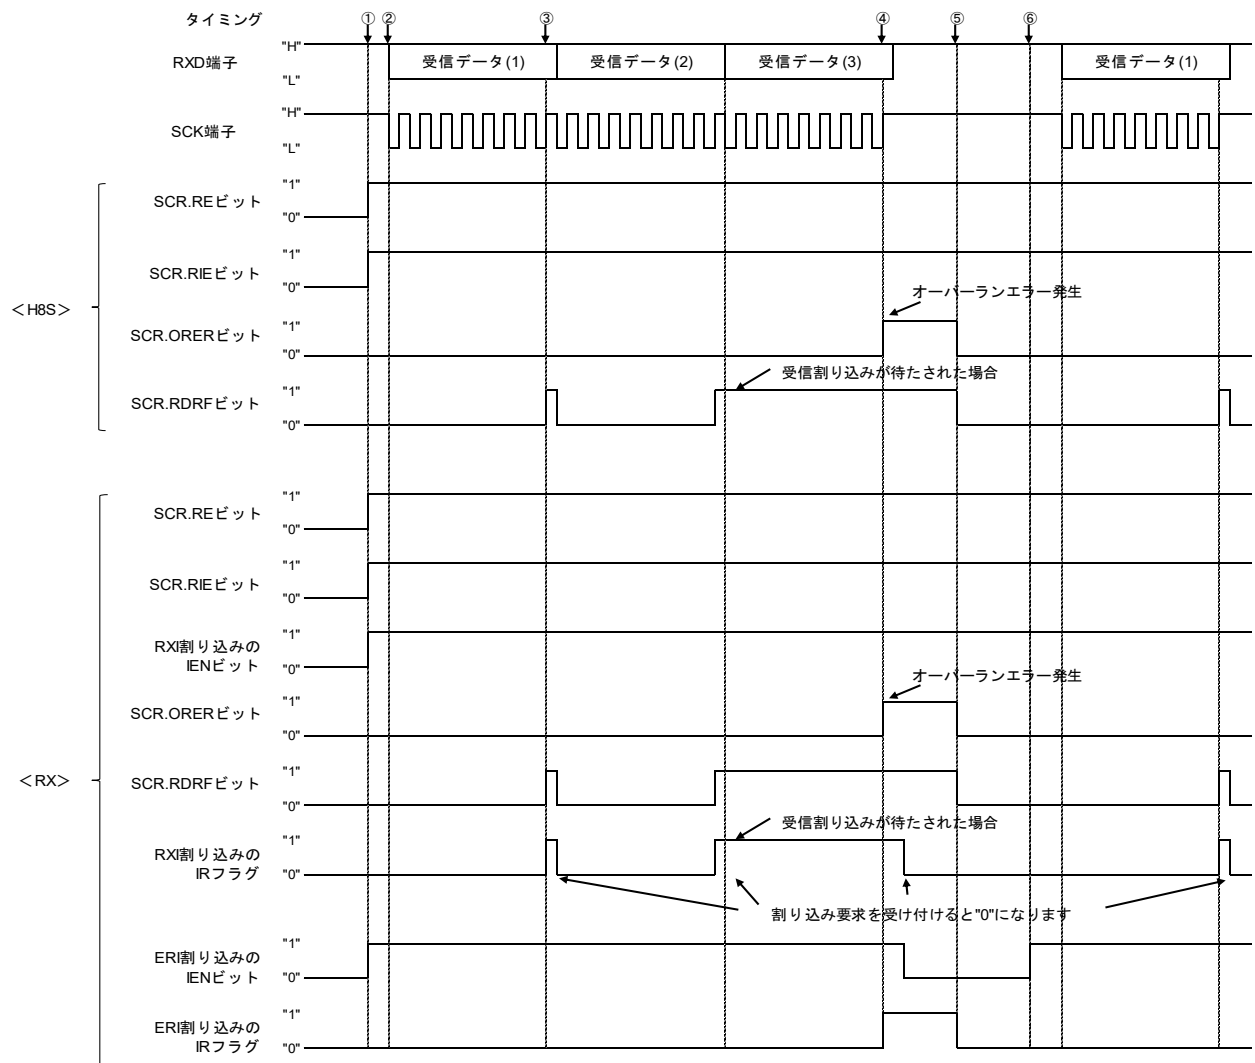 タイミング ① ② ③ ④ ⑤ ⑥
"H"
RXD端子 受信データ(1) 受信データ(2) 受信データ(3) 受信データ(1)
"L"
"H"
SCK端子
"L"
"1"
SCR.REビット
"0"
"1"
SCR.RIEビット
"0"
オーバーランエラー発生
＜H8S＞
"1"
SCR.ORERビット
"0"
受信割り込みが待たされた場合
"1"
SCR.RDRFビット
"0"
"1"
SCR.REビット
"0"
"1"
SCR.RIEビット
"0"
"1"
RXI割り込みの
IENビット
"0"
オーバーランエラー発生
"1"
SCR.ORERビット
"0"
＜RX＞
"1"
SCR.RDRFビット
"0"
受信割り込みが待たされた場合
"1"
RXI割り込みの
IRフラグ
"0"
割り込み要求を受け付けると"0"になります
"1"
ERI割り込みの
IENビット
"0"
"1"
ERI割り込みの
IRフラグ
"0"